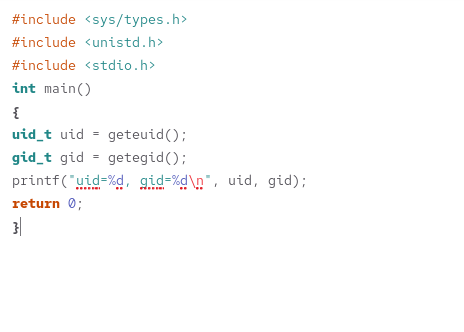 #include <sys/types.h>
#include <unistd.h>
#include <stdio.h>
int main()
{
uid_t uid = geteuid();
gid_t gid = getegid();
printf("uid=%d, gid=%d\n", uid, gid);
return 0;
}